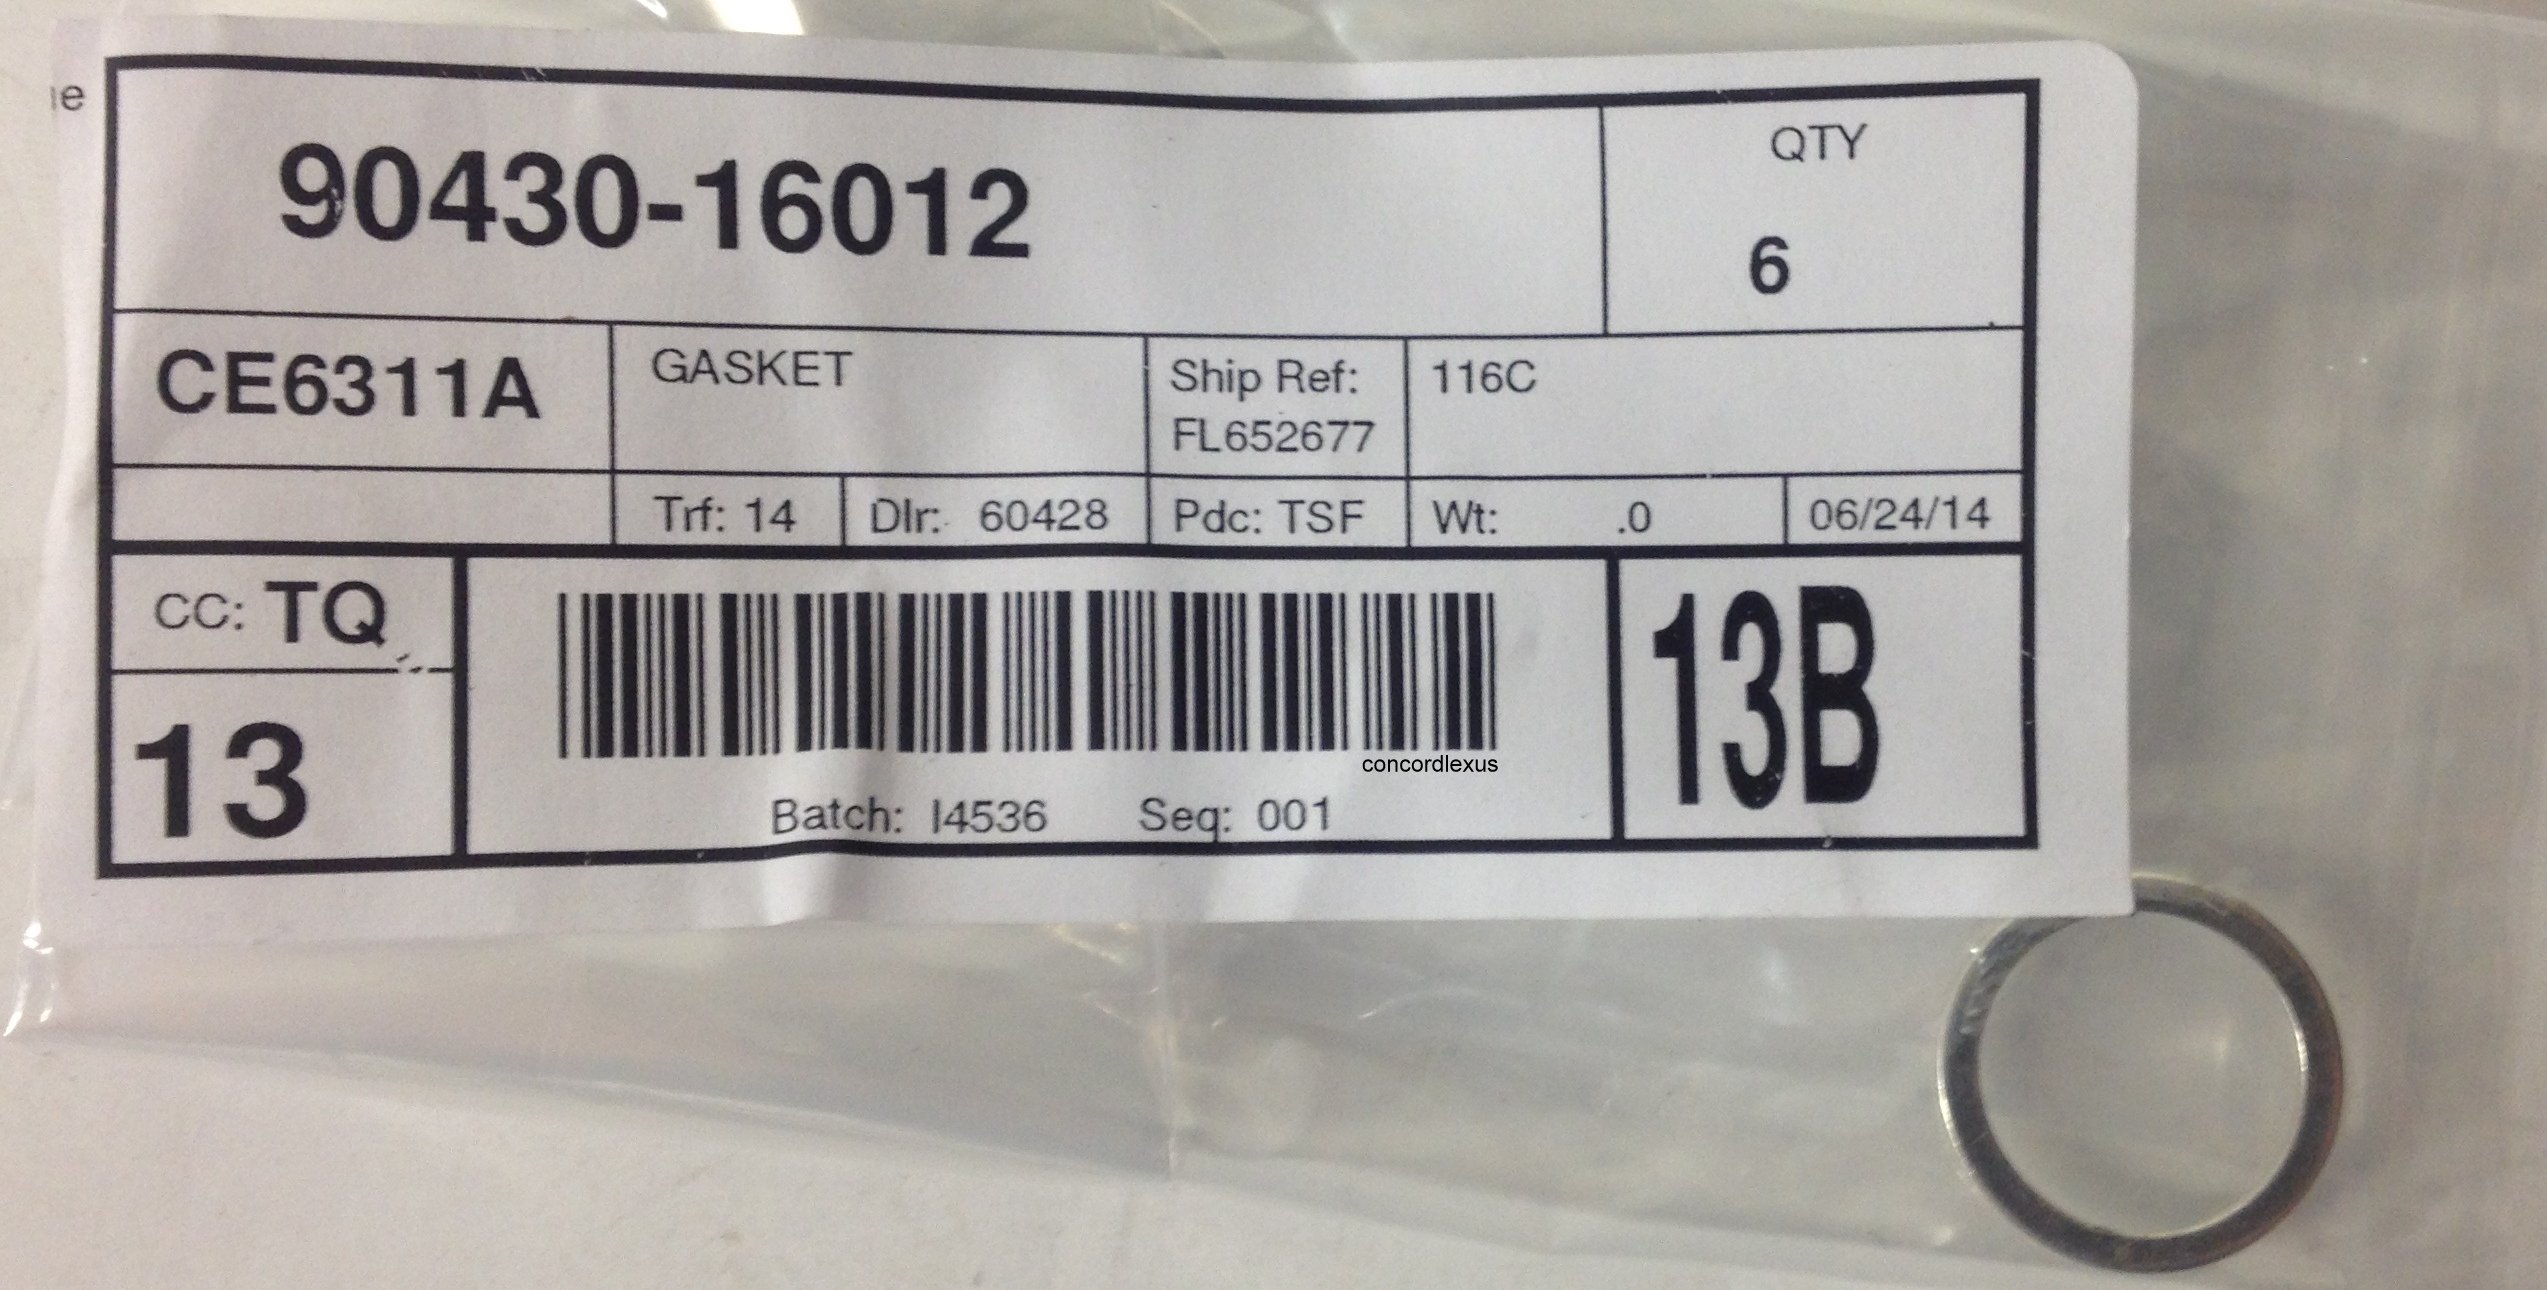 90430-16012
QTY
6
CE6311A
GASKET
Ship Ref:
FL652677
116C
Trf: 14
Dlr: 60428
Pdc: TSF
Wt: .0
06/24/14
CC: TQ
13
13B
concordlexus
Batch: I4536 Seq: 001